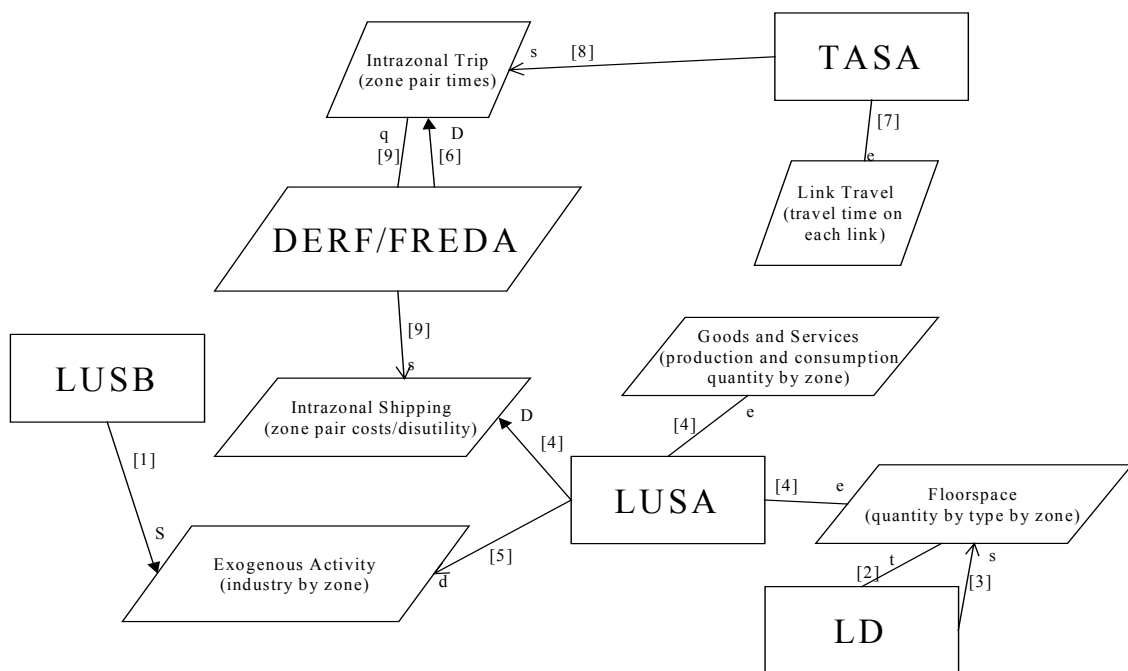 Intrazonal Trip
(zone pair times)
s
[8]
TASA
q
D
[9]
[6]
[7]
e
Link Travel
(travel time on
each link)
DERF/FREDA
[9]
s
LUSB
Goods and Services
(production and consumption
quantity by zone)
e
[4]
Intrazonal Shipping
(zone pair costs/disutility)
D
[4]
[1]
S
LUSA
[4]
e
Floorspace
(quantity by type by zone)
Exogenous Activity
(industry by zone)
[5]
d
t
s
[2]
[3]
LD